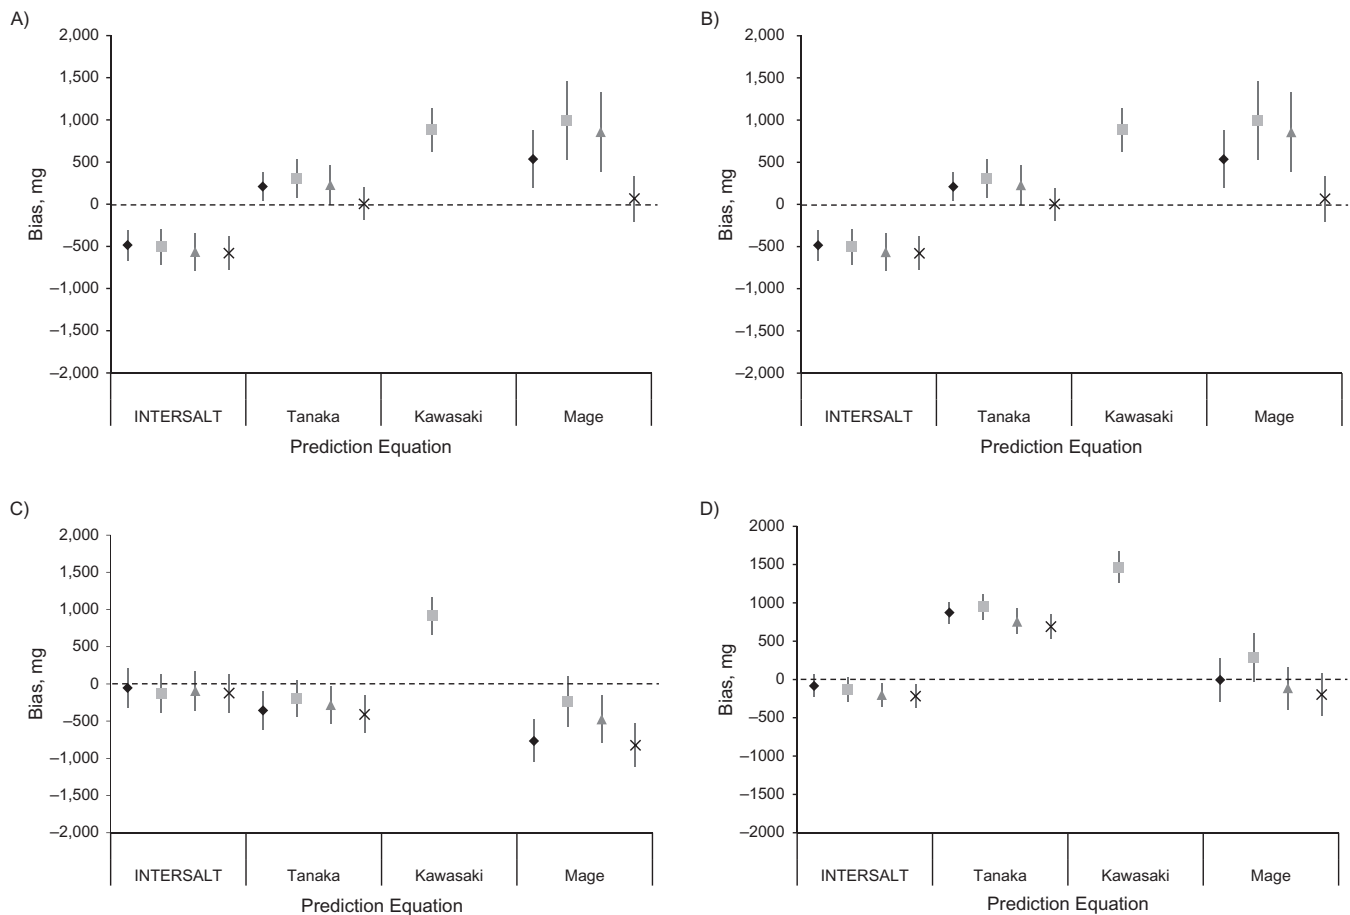 A)
2,000
1,500
1,000
500
0
–500
–1,000
–1,500
–2,000
Bias, mg
INTERSALT Tanaka Kawasaki Mage
Prediction Equation
B)
2,000
1,500
1,000
500
0
–500
–1,000
–1,500
–2,000
Bias, mg
INTERSALT Tanaka Kawasaki Mage
Prediction Equation
C)
2,000
1,500
1,000
500
0
–500
–1,000
–1,500
–2,000
Bias, mg
INTERSALT Tanaka Kawasaki Mage
Prediction Equation
D)
2000
1500
1000
500
0
–500
–1000
–1500
–2000
Bias, mg
INTERSALT Tanaka Kawasaki Mage
Prediction Equation